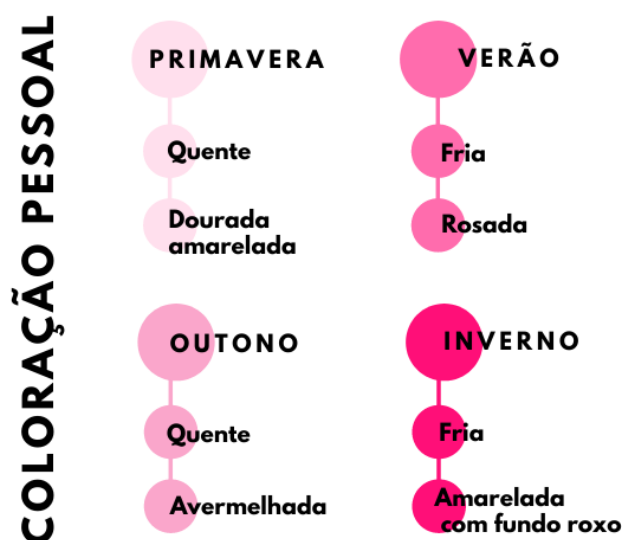 COLORAÇÃO PESSOAL
PRIMAVERA
Quente
Dourada
amarelada
VERÃO
Fria
Rosada
OUTONO
Quente
Avermelhada
INVERNO
Fria
Amarelada
com fundo roxo